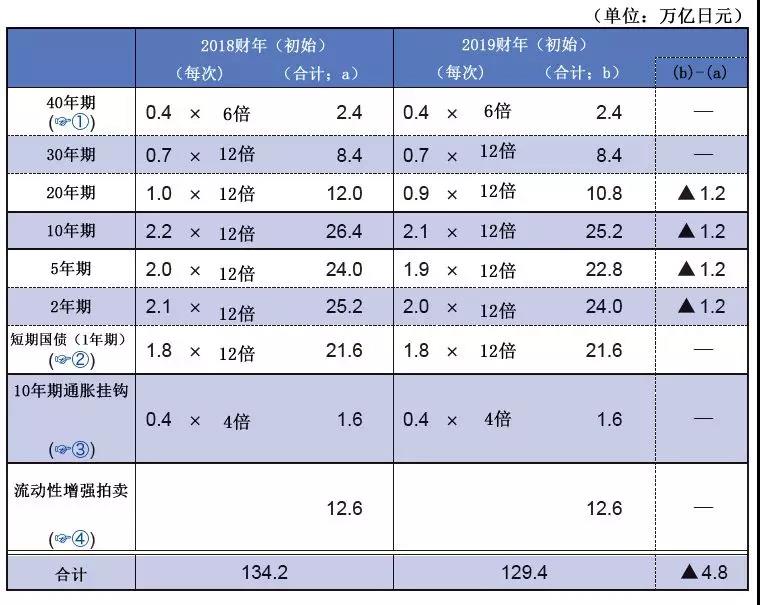 （单位：万亿日元）
2018财年（初始） 2019财年（初始）
（每次） （合计；a） （每次） （合计；b） (b)-(a)
40年期 0.4 × 6倍 2.4 0.4 × 6倍 2.4 —
(☞①)
30年期 0.7 × 12倍 8.4 0.7 × 12倍 8.4 —
20年期 1.0 × 12倍 12.0 0.9 × 12倍 10.8 ▲1.2
10年期 2.2 × 12倍 26.4 2.1 × 12倍 25.2 ▲1.2
5年期 2.0 × 12倍 24.0 1.9 × 12倍 22.8 ▲1.2
2年期 2.1 × 12倍 25.2 2.0 × 12倍 24.0 ▲1.2
短期国债（1年期） 1.8 × 12倍 21.6 1.8 × 12倍 21.6 —
(☞②)
10年期通胀挂钩 0.4 × 4倍 1.6 0.4 × 4倍 1.6 —
(☞③)
流动性增强拍卖 12.6 12.6 —
(☞④)
合计 134.2 129.4 ▲4.8